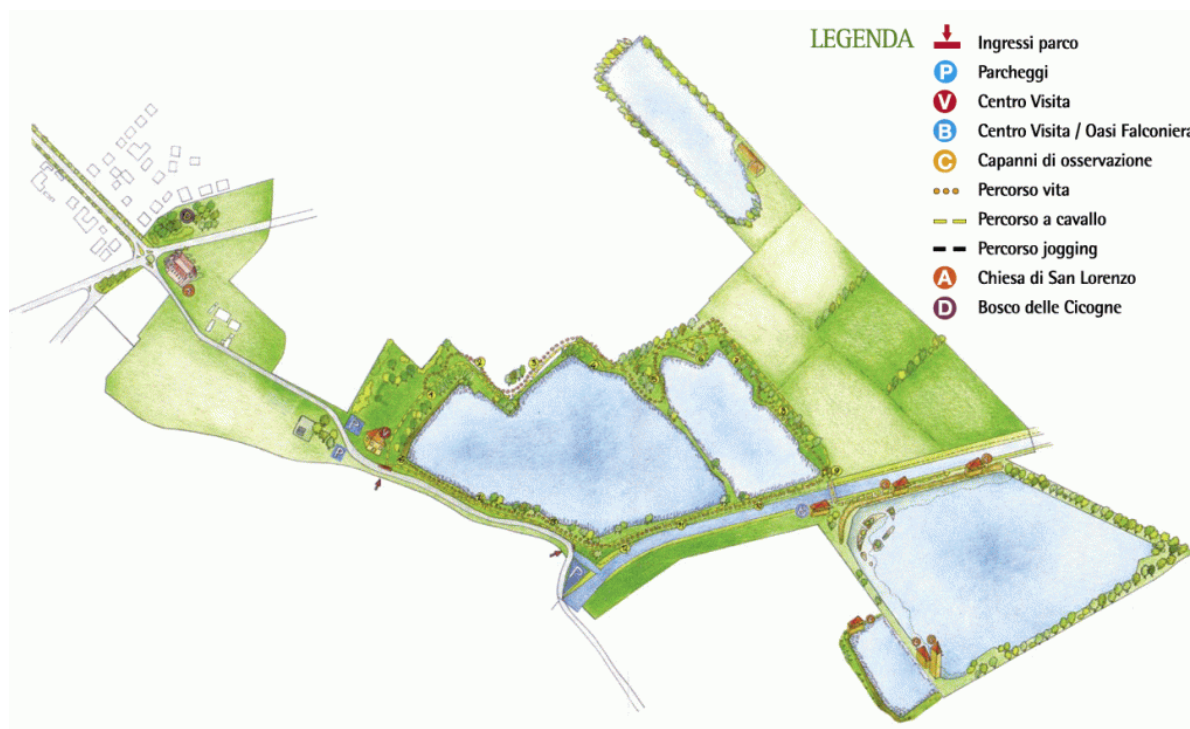 LEGENDA
Ingressi parco
P Parcheggi
V Centro Visita
B Centro Visita / Oasi Falconiera
C Capanni di osservazione
Percorso vita
Percorso a cavallo
Percorso jogging
A Chiesa di San Lorenzo
D Bosco delle Cicogne
P
P
P